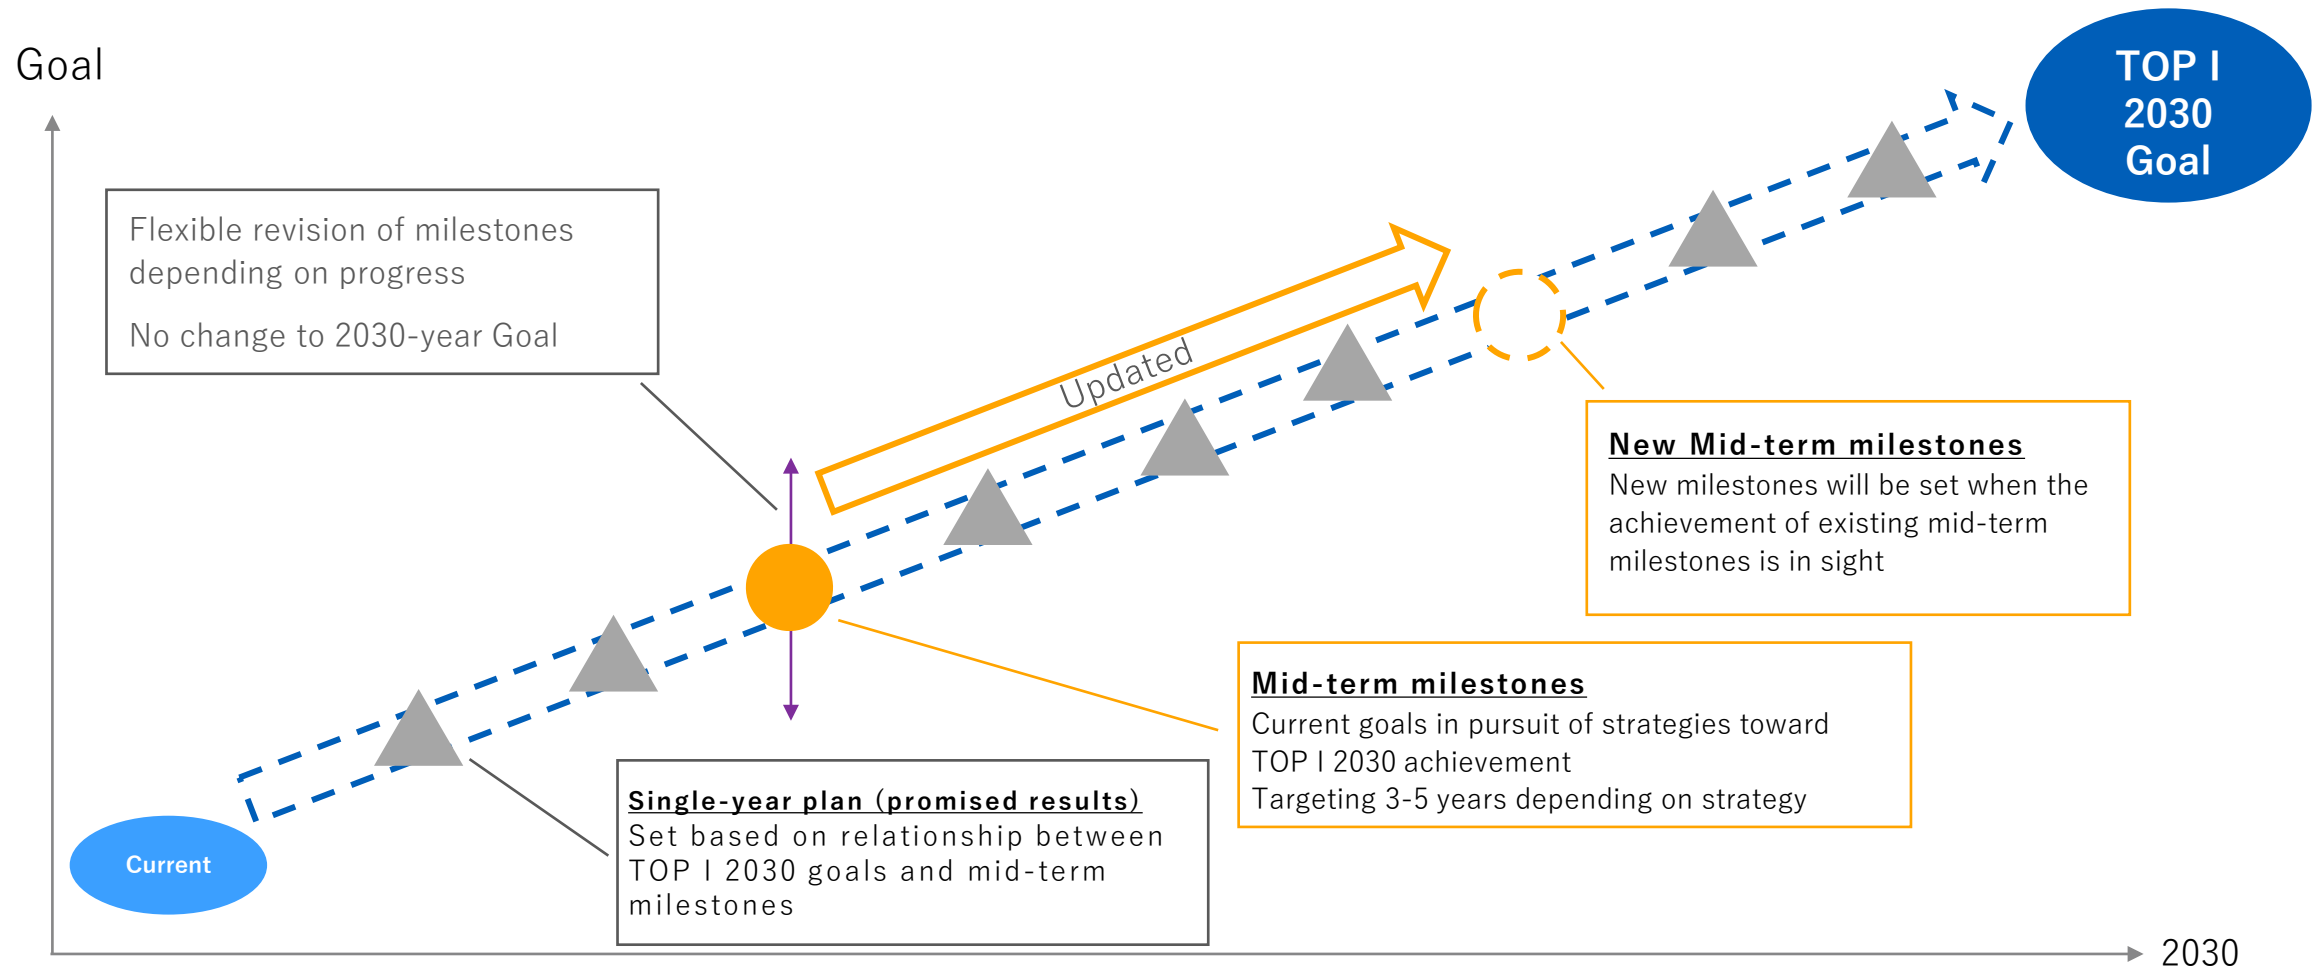 Goal
TOP I
2030
Goal
Flexible revision of milestones
depending on progress
No change to 2030-year Goal
Updated
New Mid-term milestones
New milestones will be set when the
achievement of existing mid-term
milestones is in sight
Mid-term milestones
Current goals in pursuit of strategies toward
TOP I 2030 achievement
Targeting 3-5 years depending on strategy
Single-year plan (promised results)
Set based on relationship between
TOP I 2030 goals and mid-term
milestones
Current
2030